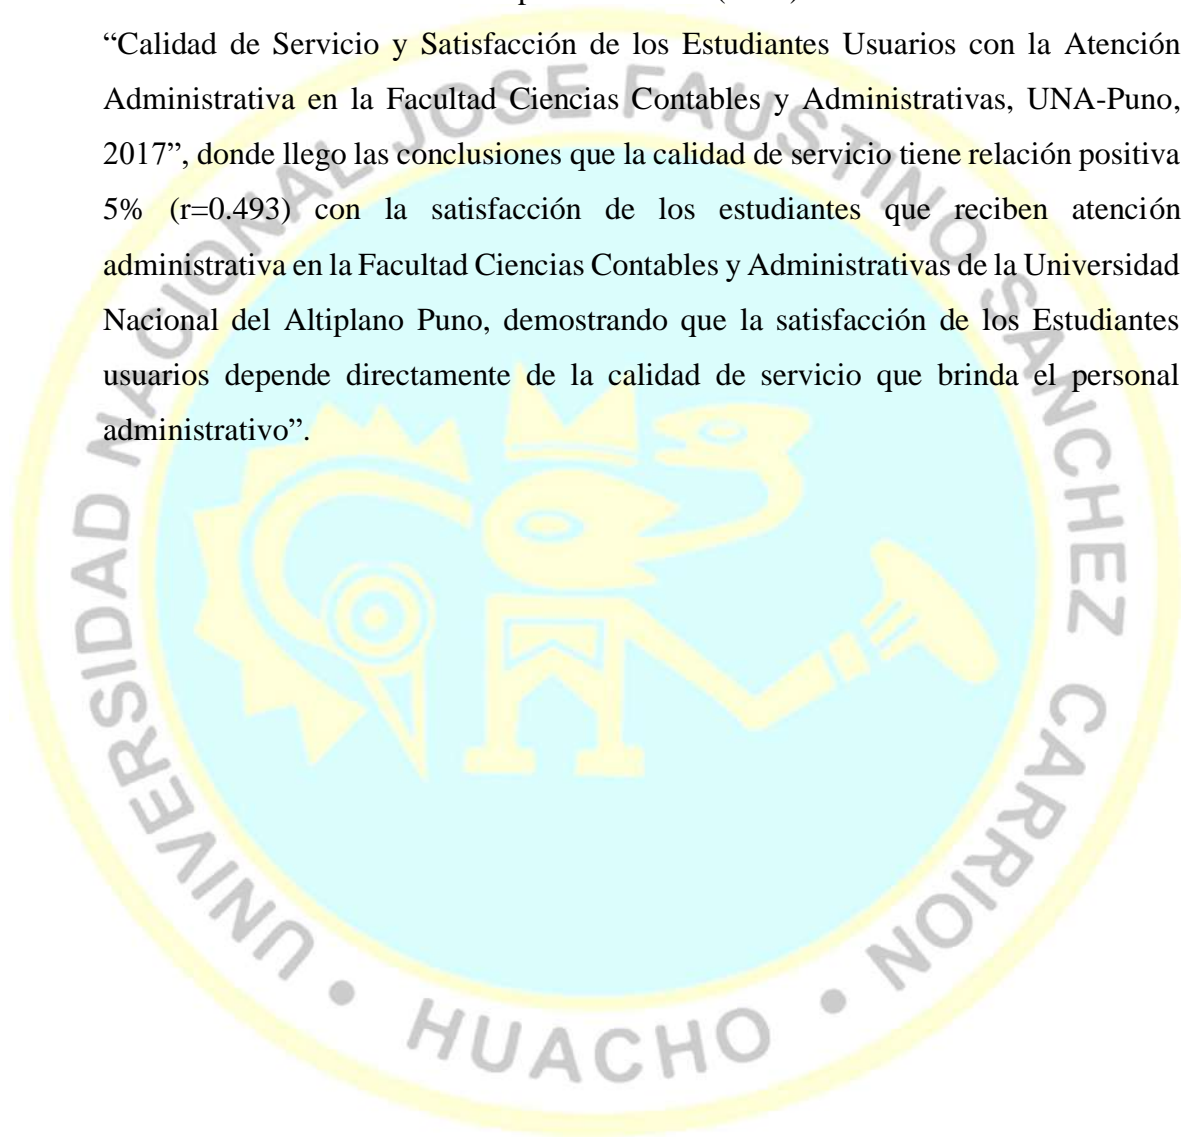 “Calidad de Servicio y Satisfacción de los Estudiantes Usuarios con la Atención
Administrativa en la Facultad Ciencias Contables y Administrativas, UNA-Puno,
2017”, donde llego las conclusiones que la calidad de servicio tiene relación positiva
5% (r=0.493) con la satisfacción de los estudiantes que reciben atención
administrativa en la Facultad Ciencias Contables y Administrativas de la Universidad
Nacional del Altiplano Puno, demostrando que la satisfacción de los Estudiantes
usuarios depende directamente de la calidad de servicio que brinda el personal
administrativo”.
UNIVERSIDAD NACIONAL JOSE FAUSTINO SANCHEZ CARRION
• HUACHO •